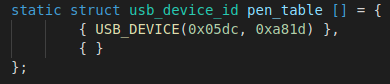 static struct usb_device_id pen_table [] = {
        { USB_DEVICE(0x05dc, 0xa81d) },
        { }
};